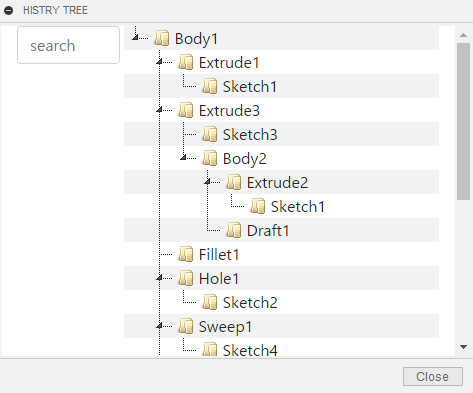 HISTRY TREE
search
Body1
Extrude1
Sketch1
Extrude3
Sketch3
Body2
Extrude2
Sketch1
Draft1
Fillet1
Hole1
Sketch2
Sweep1
Sketch4
Close